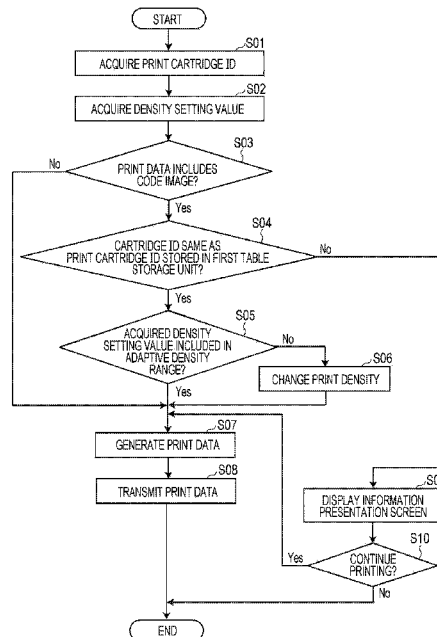 START
S01
ACQUIRE PRINT CARTRIDGE ID
S02
ACQUIRE DENSITY SETTING VALUE
S03
No
PRINT DATA INCLUDES
CODE IMAGE?
Yes
S04
CARTRIDGE ID SAME AS
PRINT CARTRIDGE ID STORED IN FIRST TABLE
STORAGE UNIT?
No
Yes
S05
ACQUIRED DENSITY
SETTING VALUE INCLUDED IN
ADAPTIVE DENSITY
RANGE?
No
S06
CHANGE PRINT DENSITY
Yes
S07
GENERATE PRINT DATA
S08
TRANSMIT PRINT DATA
DISPLAY INFORMATION
PRESENTATION SCREEN
S10
Yes
CONTINUE
PRINTING?
No
END